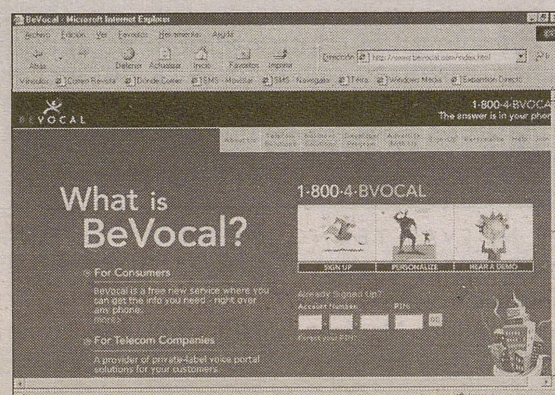 BeVocal - Microsoft Internet Explorer
Archivo Edición Ver Favoritos Herramientas Ayuda
Atrás Detener Actualizar Inicio Favoritos Imprimir
Dirección http://www.bevocal.com/index.html
Vínculos Correo Revista Dónde Comer EMS - MoviStar SMS Navegalo Terra Windows Media Expansión Directo
BEVOCAL
1-800-4-BVOCA
The answer is in your phon
About Us
1-800-4-BVOCAL
What is
BeVocal?
SIGN UP PERSONALIZE HEAR A DEMO
For Consumers
BeVocal is a free new service where you
can get the info you need - right over
any phone.
more>
Already Signed Up?
Account Number: PIN:
GO
Forgot your PIN?
For Telecom Companies
A provider of private-label voice portal
solutions for your customers.